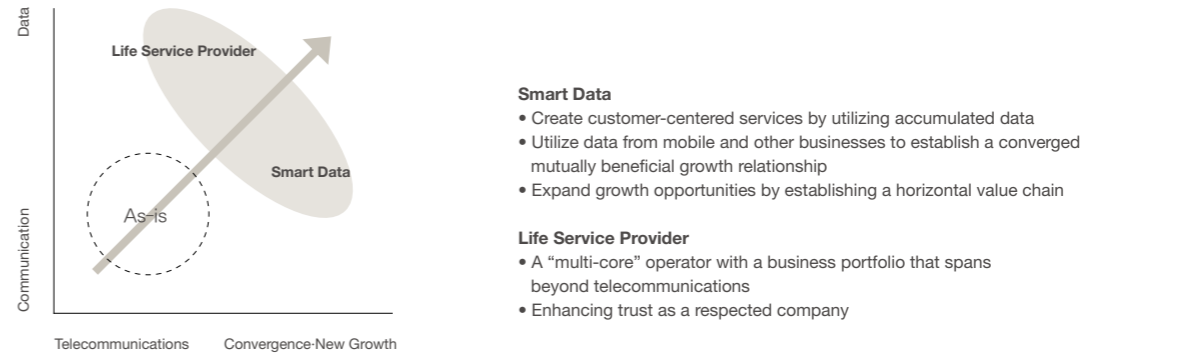 Data
Life Service Provider
Smart Data
As-is
Communication
Telecommunications
Convergence·New Growth
Smart Data
• Create customer-centered services by utilizing accumulated data
• Utilize data from mobile and other businesses to establish a converged
mutually beneficial growth relationship
• Expand growth opportunities by establishing a horizontal value chain
Life Service Provider
• A “multi-core” operator with a business portfolio that spans
beyond telecommunications
• Enhancing trust as a respected company